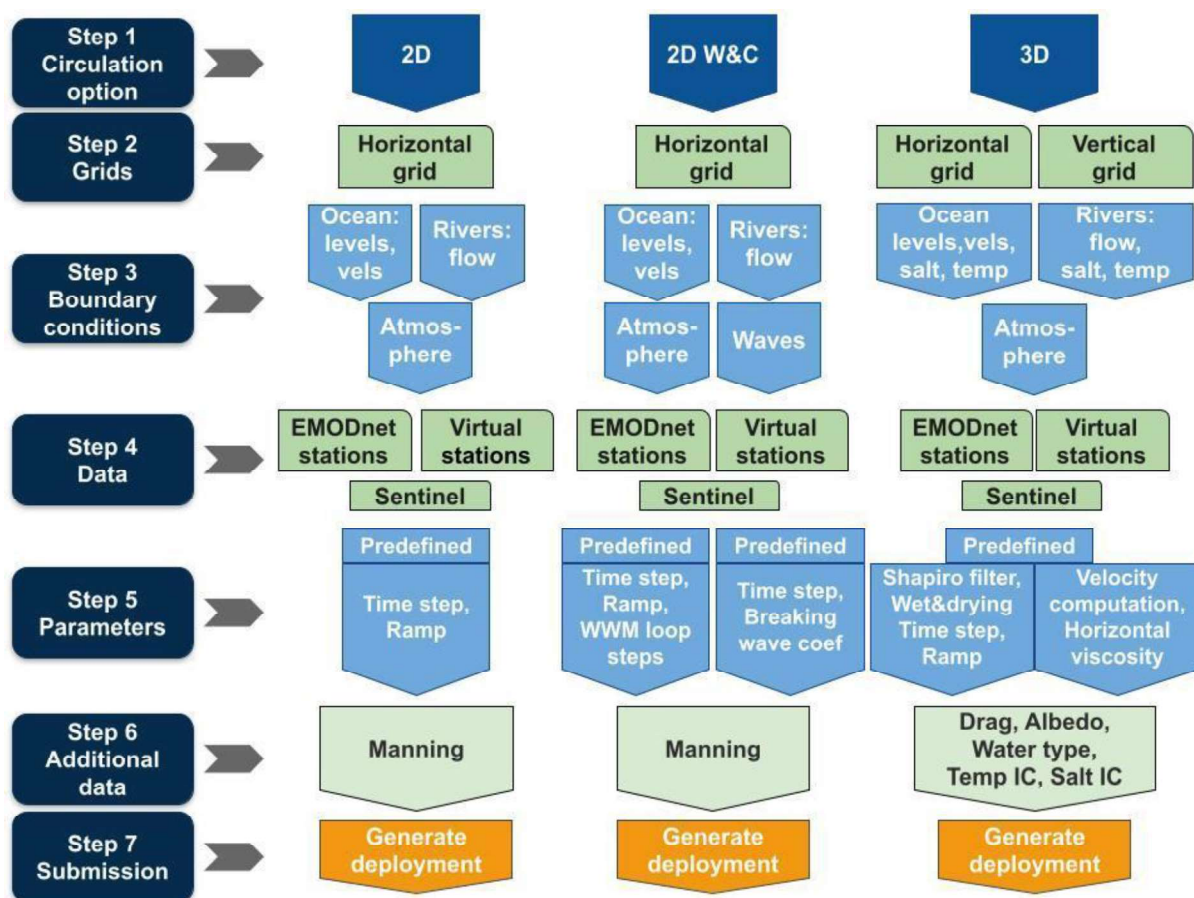 Step 1
Circulation
option
2D
2D W&C
3D
Step 2
Grids
Horizontal
grid
Horizontal
grid
Horizontal
grid
Vertical
grid
Step 3
Boundary
conditions
Ocean:
levels,
vels
Rivers:
flow
Atmos-
phere
Ocean:
levels,
vels
Rivers:
flow
Atmos-
phere
Waves
Ocean
levels,vels,
salt, temp
Rivers:
flow,
salt, temp
Atmos-
phere
Step 4
Data
EMODnet
stations
Virtual
stations
Sentinel
EMODnet
stations
Virtual
stations
Sentinel
EMODnet
stations
Virtual
stations
Sentinel
Step 5
Parameters
Predefined
Time step,
Ramp
Predefined
Time step,
Ramp,
WWM loop
steps
Predefined
Time step,
Breaking
wave coef
Predefined
Shapiro filter,
Wet&drying
Time step,
Ramp
Velocity
computation,
Horizontal
viscosity
Step 6
Additional
data
Manning
Manning
Drag, Albedo,
Water type,
Temp IC, Salt IC
Step 7
Submission
Generate
deployment
Generate
deployment
Generate
deployment